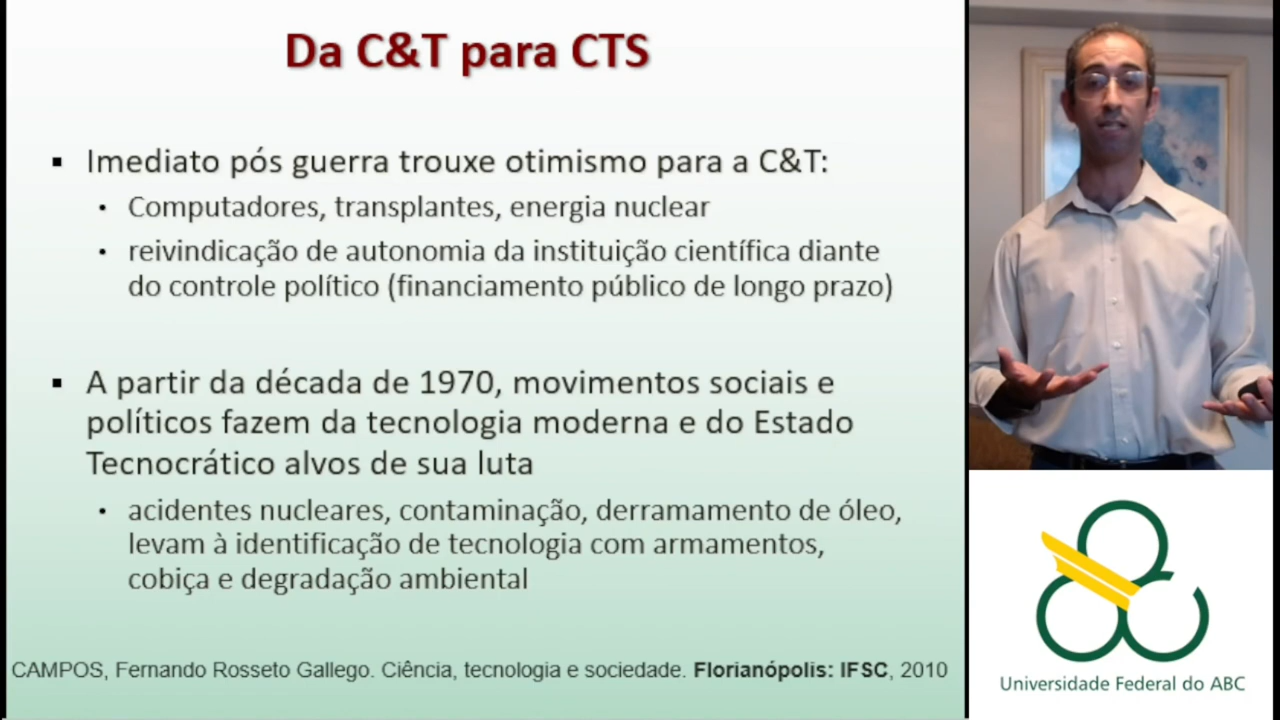 Da C&T para CTS
▪ Imediato pós guerra trouxe otimismo para a C&T:
• Computadores, transplantes, energia nuclear
• reivindicação de autonomia da instituição científica diante
do controle político (financiamento público de longo prazo)
▪ A partir da década de 1970, movimentos sociais e
políticos fazem da tecnologia moderna e do Estado
Tecnocrático alvos de sua luta
• acidentes nucleares, contaminação, derramamento de óleo,
levam à identificação de tecnologia com armamentos,
cobiça e degradação ambiental
CAMPOS, Fernando Rosseto Gallego. Ciência, tecnologia e sociedade. Florianópolis: IFSC, 2010
Universidade Federal do ABC